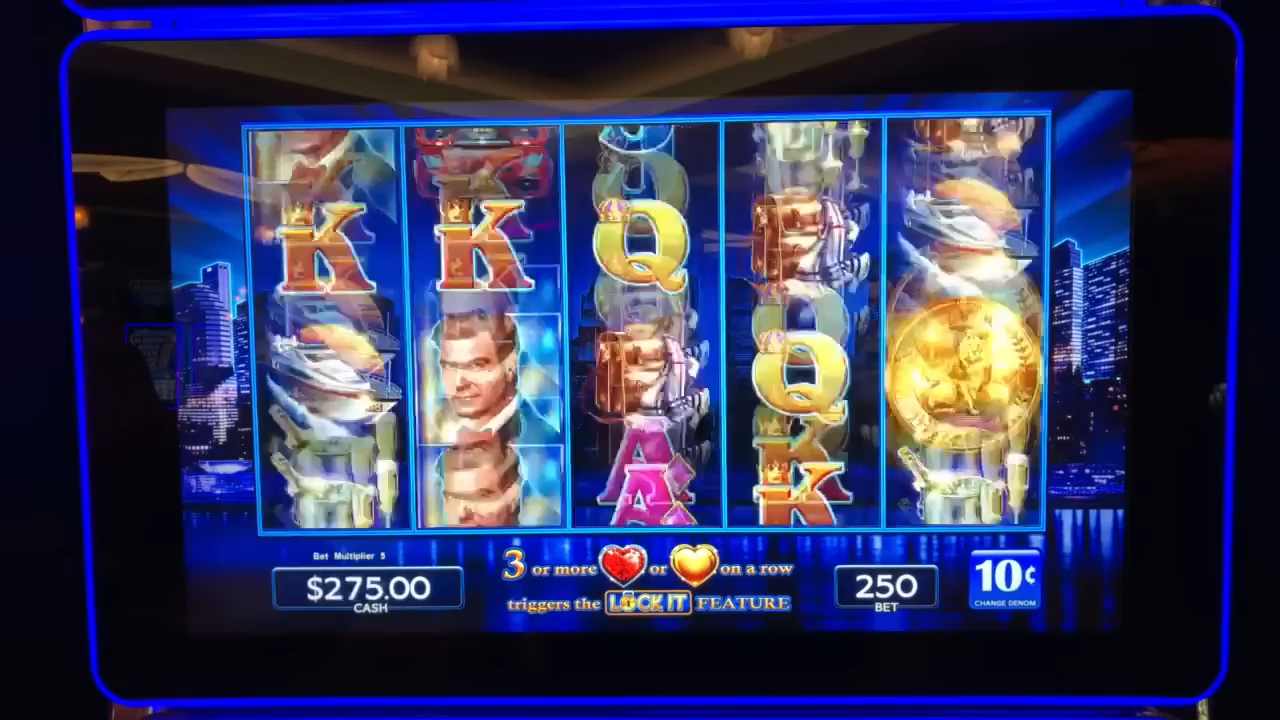 K K Q
Q
A K
A K
Bet Multiplier 5
$275.00
CASH
3 or more or on a row
triggers the LOCK IT FEATURE
250
BET
10¢
CHANGE DENOM